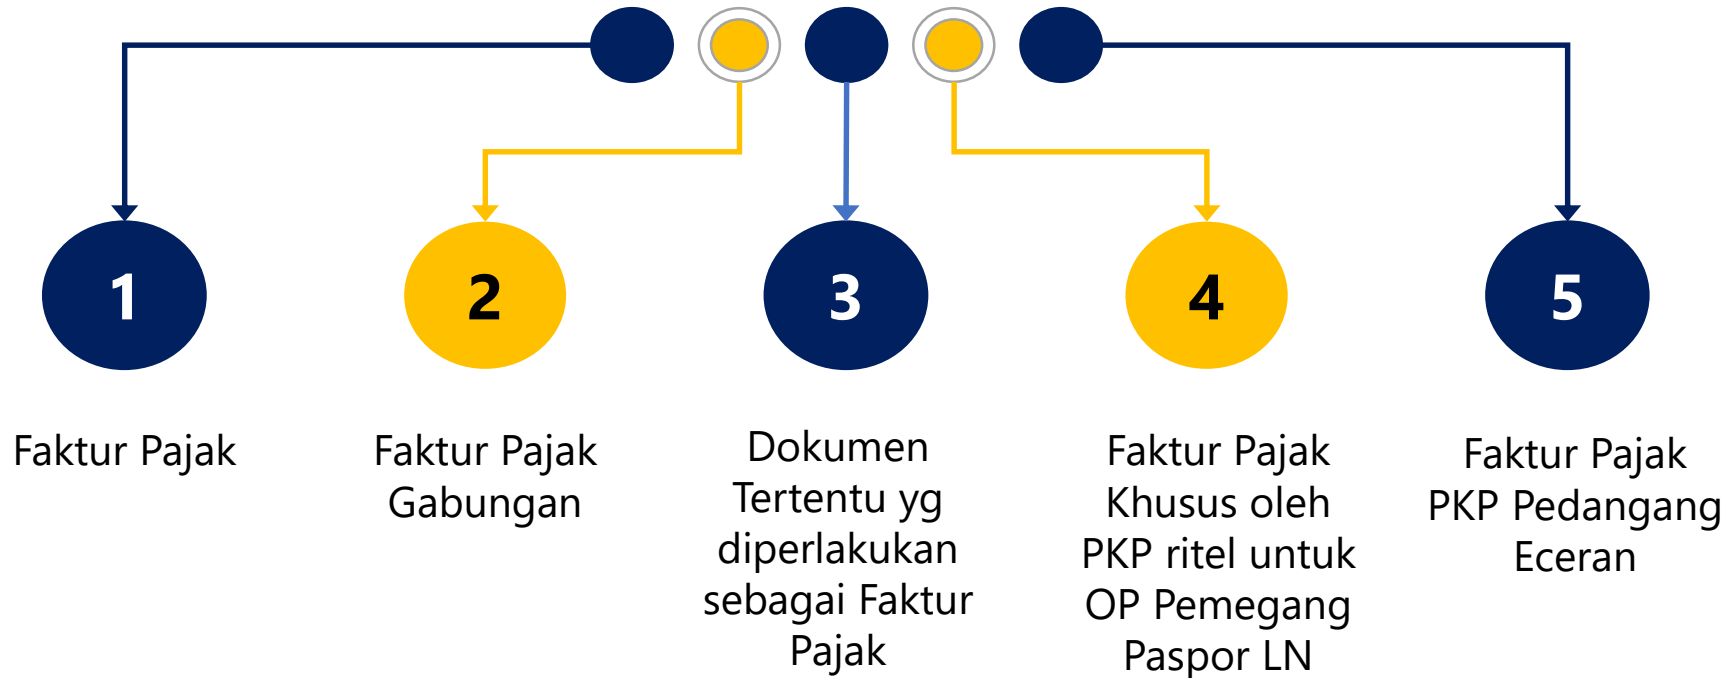 1
Faktur Pajak
2
Faktur Pajak
Gabungan
3
Dokumen
Tertentu yg
diperlakukan
sebagai Faktur
Pajak
4
Faktur Pajak
Khusus oleh
PKP ritel untuk
OP Pemegang
Paspor LN
5
Faktur Pajak
PKP Pedangang
Eceran